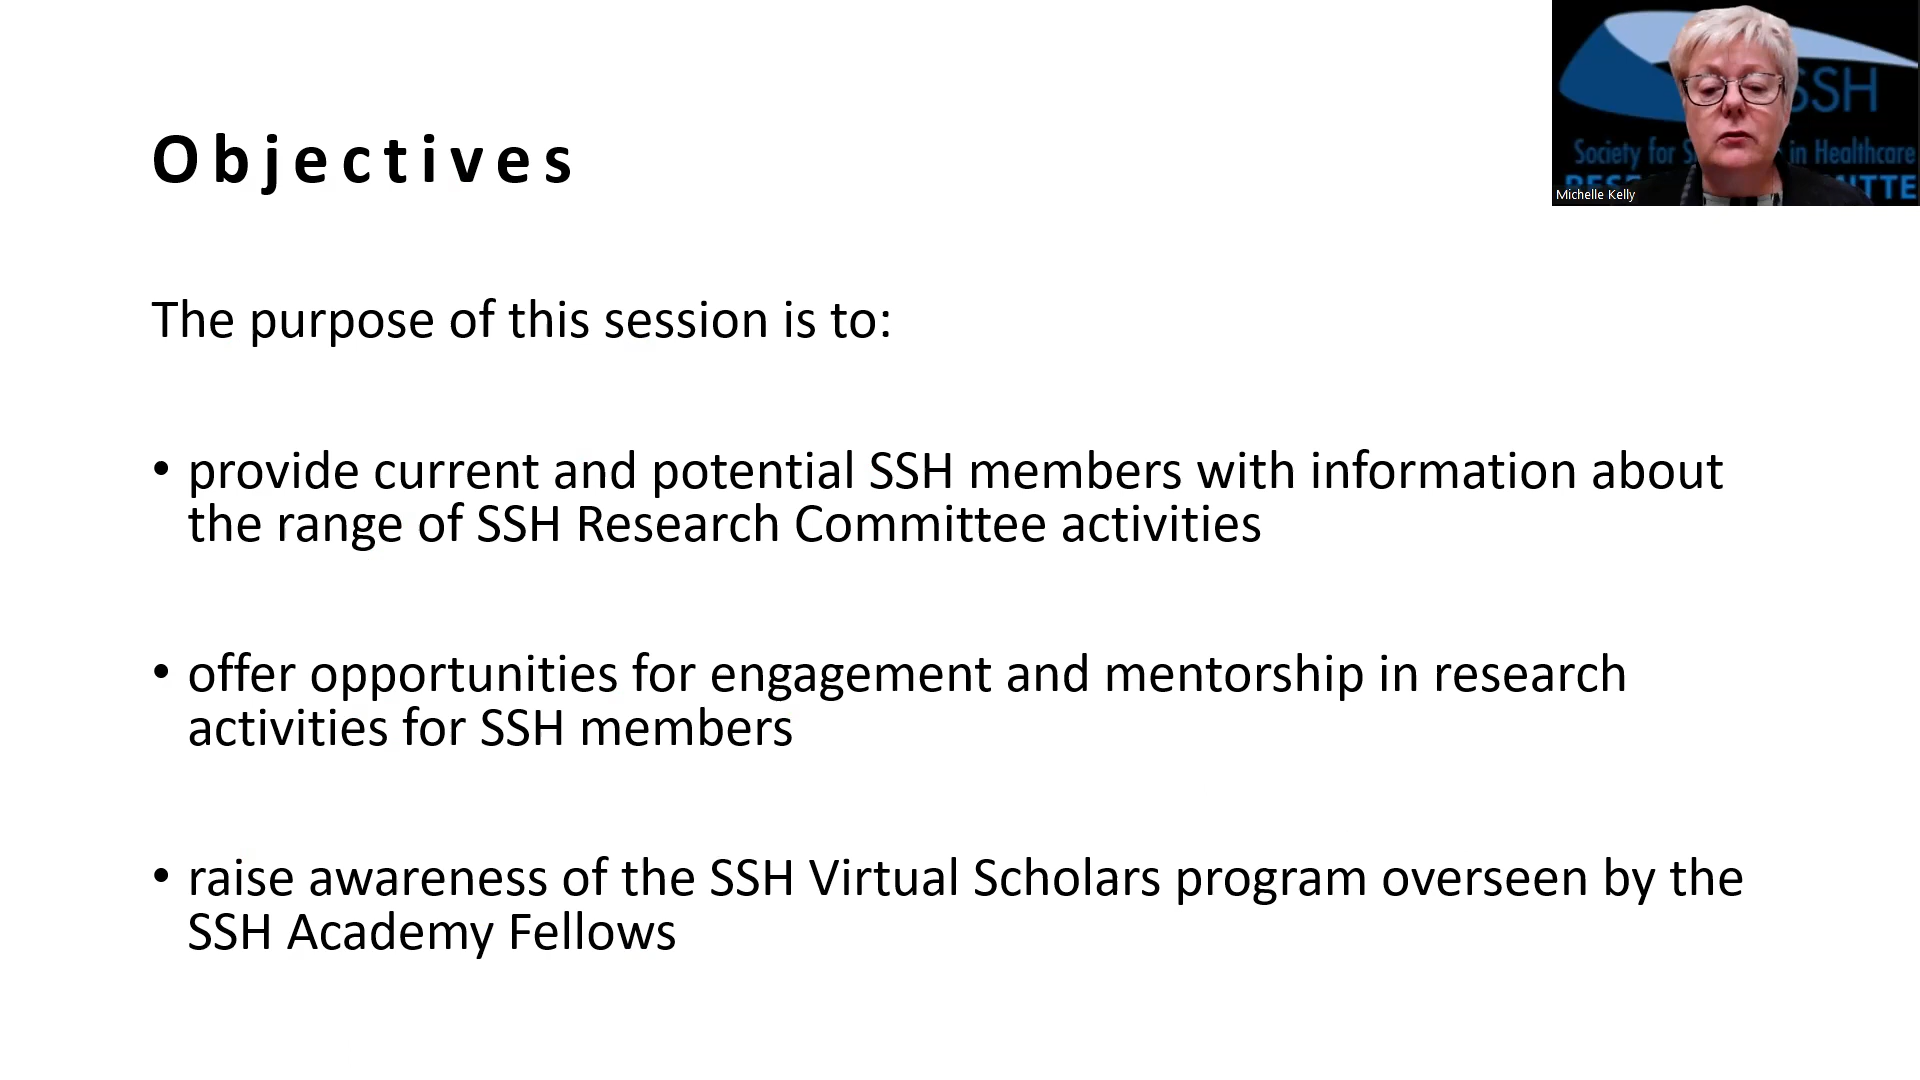 Objectives
The purpose of this session is to:
• provide current and potential SSH members with information about
the range of SSH Research Committee activities
• offer opportunities for engagement and mentorship in research
activities for SSH members
• raise awareness of the SSH Virtual Scholars program overseen by the
SSH Academy Fellows
SSH
Society for in Healthcare
Michelle Kelly